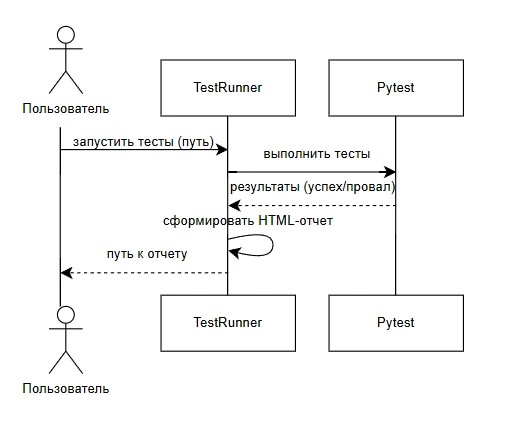 Пользователь
TestRunner
Pytest
запустить тесты (путь)
выполнить тесты
результаты (успех/провал)
сформировать HTML-отчет
путь к отчету
TestRunner
Pytest
Пользователь